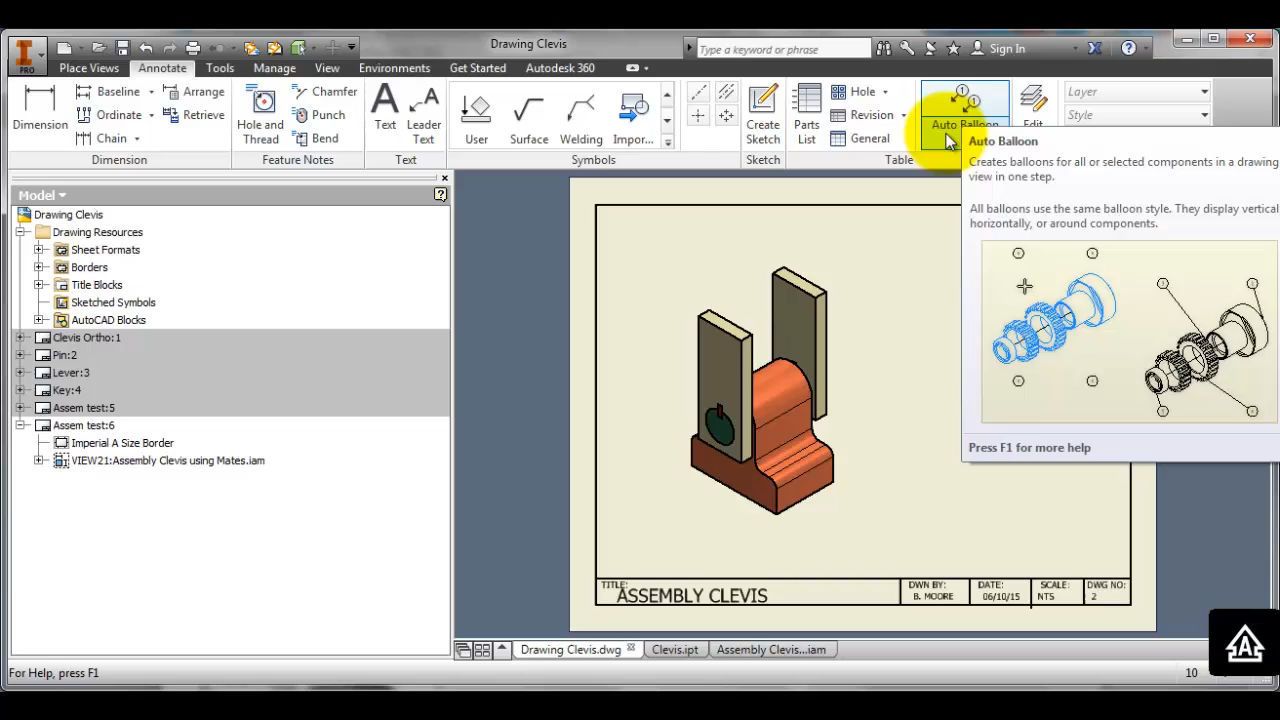 Drawing Clevis
Type a keyword or phrase
Sign In
PRO
Place Views
Annotate
Tools
Manage
View
Environments
Get Started
Autodesk 360
Dimension
Baseline
Ordinate
Chain
Arrange
Retrieve
Dimension
Hole and
Thread
Chamfer
Punch
Bend
Feature Notes
Text
Leader
Text
Text
User
Surface
Welding
Impor...
Symbols
Create
Sketch
Sketch
Parts
List
Hole
Revision
General
Table
Auto Balloon
Edit
Layer
Style
Auto Balloon
Creates balloons for all or selected components in a drawing
view in one step.
All balloons use the same balloon style. They display vertical
horizontally, or around components.
Press F1 for more help
Model
Drawing Clevis
Drawing Resources
Sheet Formats
Borders
Title Blocks
Sketched Symbols
AutoCAD Blocks
Clevis Ortho:1
Pin:2
Lever:3
Key:4
Assem test:5
Assem test:6
Imperial A Size Border
VIEW21:Assembly Clevis using Mates.iam
TITLE:
ASSEMBLY CLEVIS
DWN BY:
B. MOORE
DATE:
06/10/15
SCALE:
NTS
DWG NO:
2
Drawing Clevis.dwg
Clevis.ipt
Assembly Clevis...iam
For Help, press F1
10
A